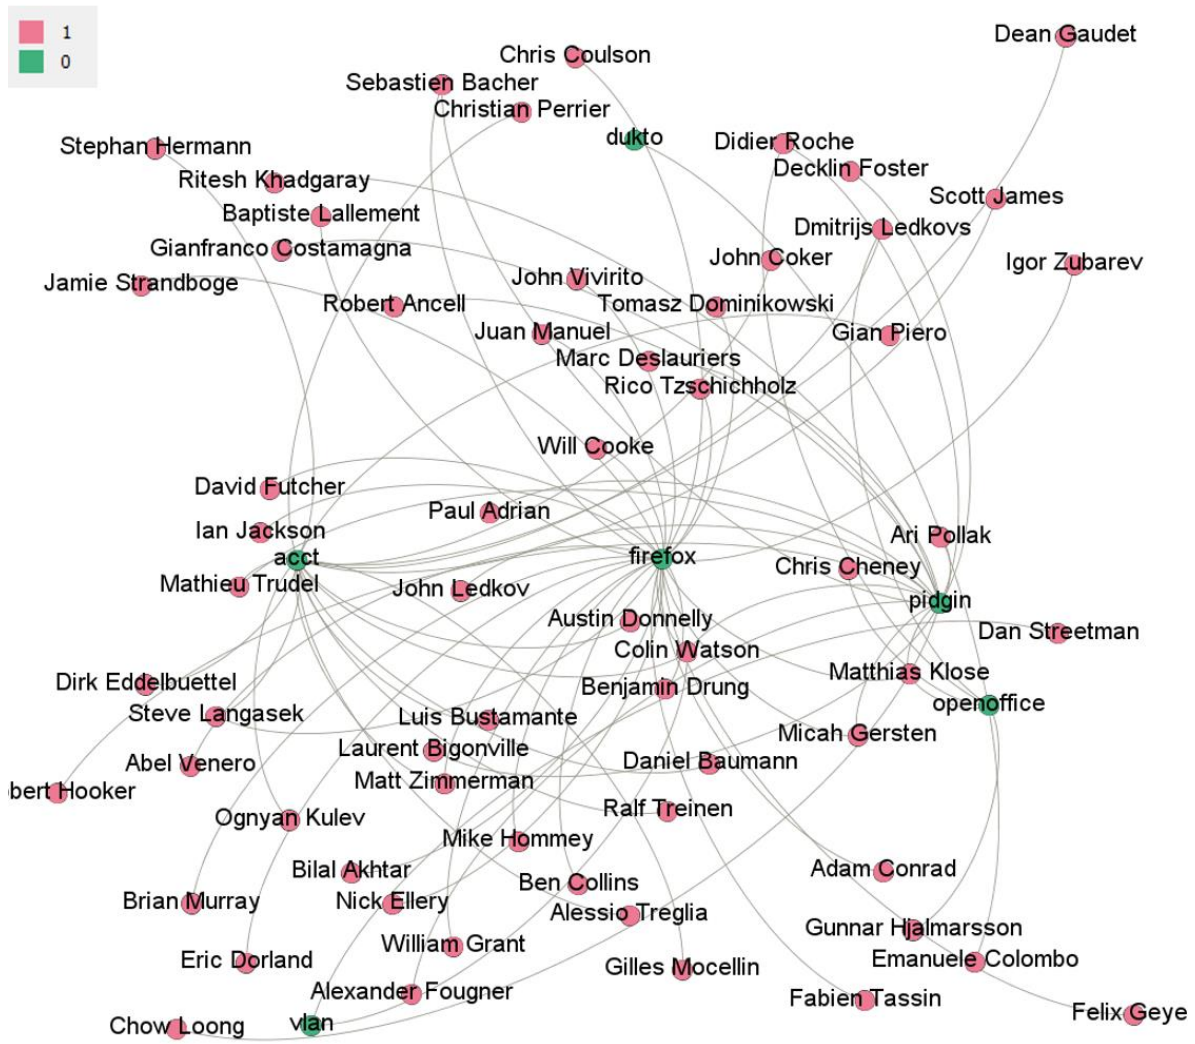 1
0
Dean Gaudet
Chris Coulson
Sebastien Bacher
Christian Perrier
dukto
Didier Roche
Stephan Hermann
Decklin Foster
Ritesh Khadgaray
Scott James
Baptiste Lallement
Dmitrijs Ledkovs
Gianfranco Costamagna
John Coker
Igor Zubarev
Jamie Strandboge
John Vivirito
Robert Ancell
Tomasz Dominikowski
Juan Manuel
Gian Piero
Marc Deslauriers
Rico Tzschichholz
Will Cooke
David Futcher
Paul Adrian
Ian Jackson
Ari Pollak
acct
firefox
Chris Cheney
Mathieu Trudel
John Ledkov
pidgin
Austin Donnelly
Dan Streetman
Colin Watson
Matthias Klose
Dirk Eddelbuettel
Benjamin Drung
openoffice
Steve Langasek
Luis Bustamante
Micah Gersten
Laurent Bigonville
Abel Venero
Daniel Baumann
Matt Zimmerman
bert Hooker
Ralf Treinen
Ognyan Kulev
Mike Hommey
Bilal Akhtar
Adam Conrad
Ben Collins
Brian Murray
Nick Ellery
Alessio Treglia
Gunnar Hjalmarsson
William Grant
Eric Dorland
Gilles Mocellin
Emanuele Colombo
Alexander Fougner
Fabien Tassin
Felix Geye
Chow Loong
vlan